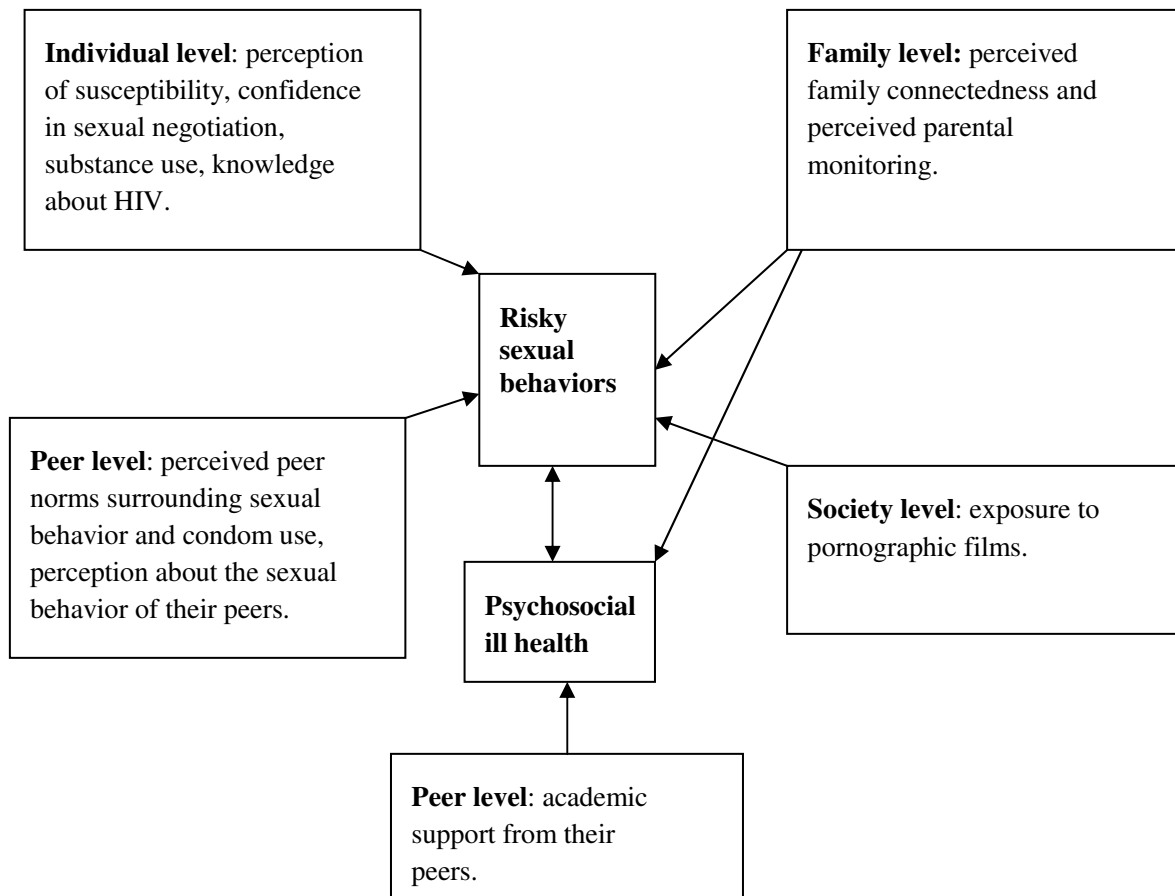 Individual level: perception
of susceptibility, confidence
in sexual negotiation,
substance use, knowledge
about HIV.
Family level: perceived
family connectedness and
perceived parental
monitoring.
Risky
sexual
behaviors
Peer level: perceived peer
norms surrounding sexual
behavior and condom use,
perception about the sexual
behavior of their peers.
Society level: exposure to
pornographic films.
Psychosocial
ill health
Peer level: academic
support from their
peers.